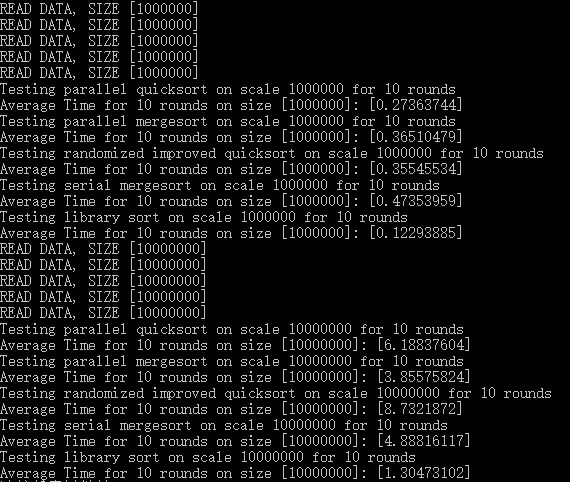 READ DATA, SIZE [1000000]
READ DATA, SIZE [1000000]
READ DATA, SIZE [1000000]
READ DATA, SIZE [1000000]
READ DATA, SIZE [1000000]
Testing parallel quicksort on scale 1000000 for 10 rounds
Average Time for 10 rounds on size [1000000]: [0.27363744]
Testing parallel mergesort on scale 1000000 for 10 rounds
Average Time for 10 rounds on size [1000000]: [0.36510479]
Testing randomized improved quicksort on scale 1000000 for 10 rounds
Average Time for 10 rounds on size [1000000]: [0.35545534]
Testing serial mergesort on scale 1000000 for 10 rounds
Average Time for 10 rounds on size [1000000]: [0.47353959]
Testing library sort on scale 1000000 for 10 rounds
Average Time for 10 rounds on size [1000000]: [0.12293885]
READ DATA, SIZE [10000000]
READ DATA, SIZE [10000000]
READ DATA, SIZE [10000000]
READ DATA, SIZE [10000000]
READ DATA, SIZE [10000000]
Testing parallel quicksort on scale 10000000 for 10 rounds
Average Time for 10 rounds on size [10000000]: [6.18837604]
Testing parallel mergesort on scale 10000000 for 10 rounds
Average Time for 10 rounds on size [10000000]: [3.85575824]
Testing randomized improved quicksort on scale 10000000 for 10 rounds
Average Time for 10 rounds on size [10000000]: [8.7321872]
Testing serial mergesort on scale 10000000 for 10 rounds
Average Time for 10 rounds on size [10000000]: [4.88816117]
Testing library sort on scale 10000000 for 10 rounds
Average Time for 10 rounds on size [10000000]: [1.30473102]